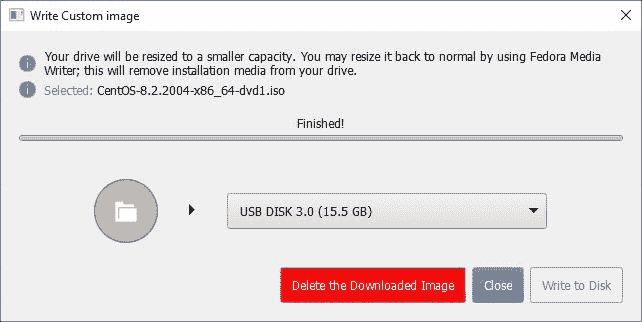 Write Custom image
Your drive will be resized to a smaller capacity. You may resize it back to normal by using Fedora Media
Writer; this will remove installation media from your drive.
Selected: CentOS-8.2.2004-x86_64-dvd1.iso
Finished!
USB DISK 3.0 (15.5 GB)
Delete the Downloaded Image Close Write to Disk